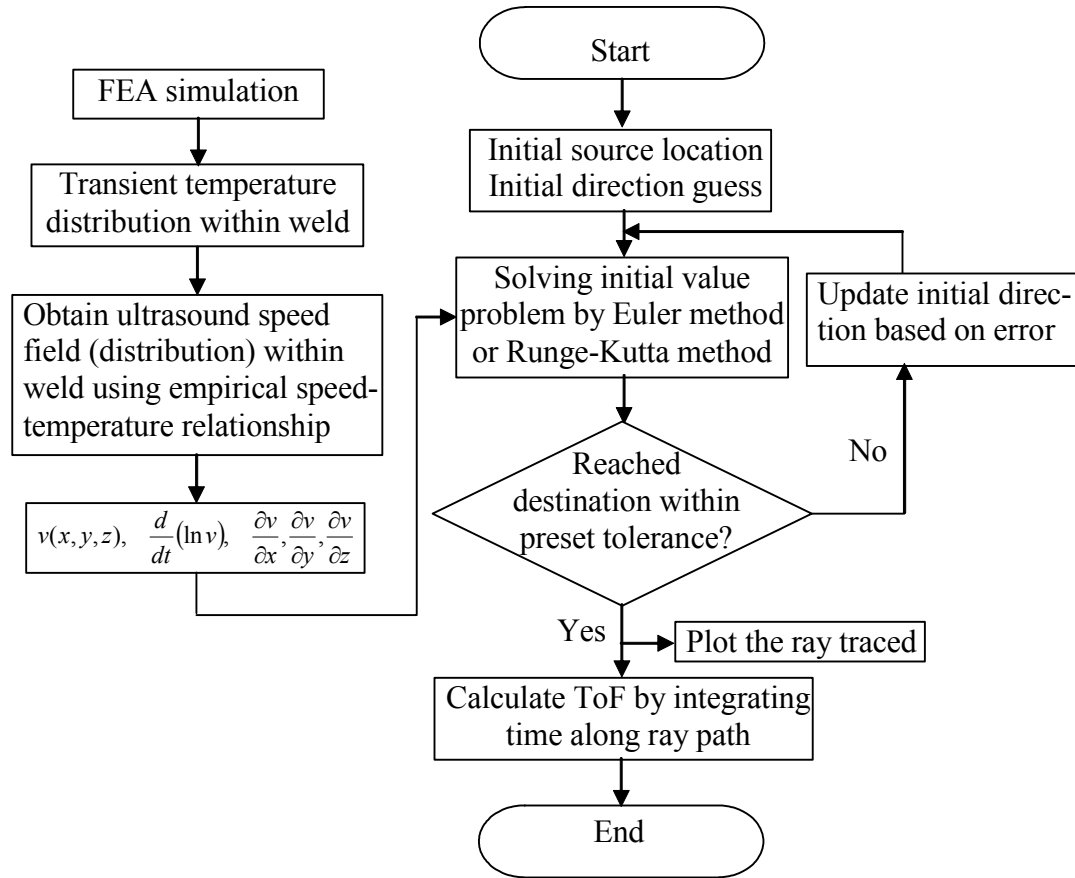 Start
FEA simulation
Initial source location
Initial direction guess
Transient temperature
distribution within weld
Solving initial value
problem by Euler method
or Runge-Kutta method
Update initial direc-
tion based on error
Obtain ultrasound speed
field (distribution) within
weld using empirical speed-
temperature relationship
No
Reached
destination within
preset tolerance?
v(x, y, z), d/dt (ln v), ∂v/∂x, ∂v/∂y, ∂v/∂z
Yes
Plot the ray traced
Calculate ToF by integrating
time along ray path
End